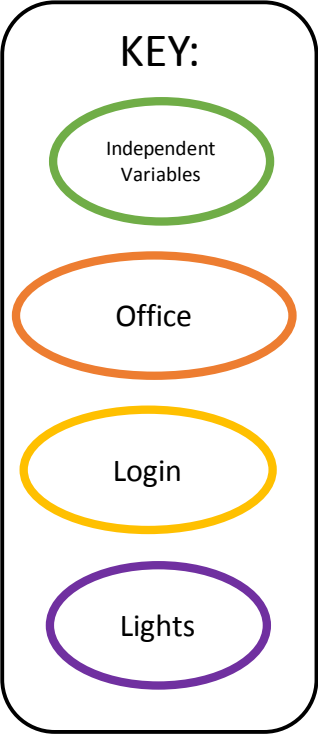 KEY:
Independent
Variables
Office
Login
Lights